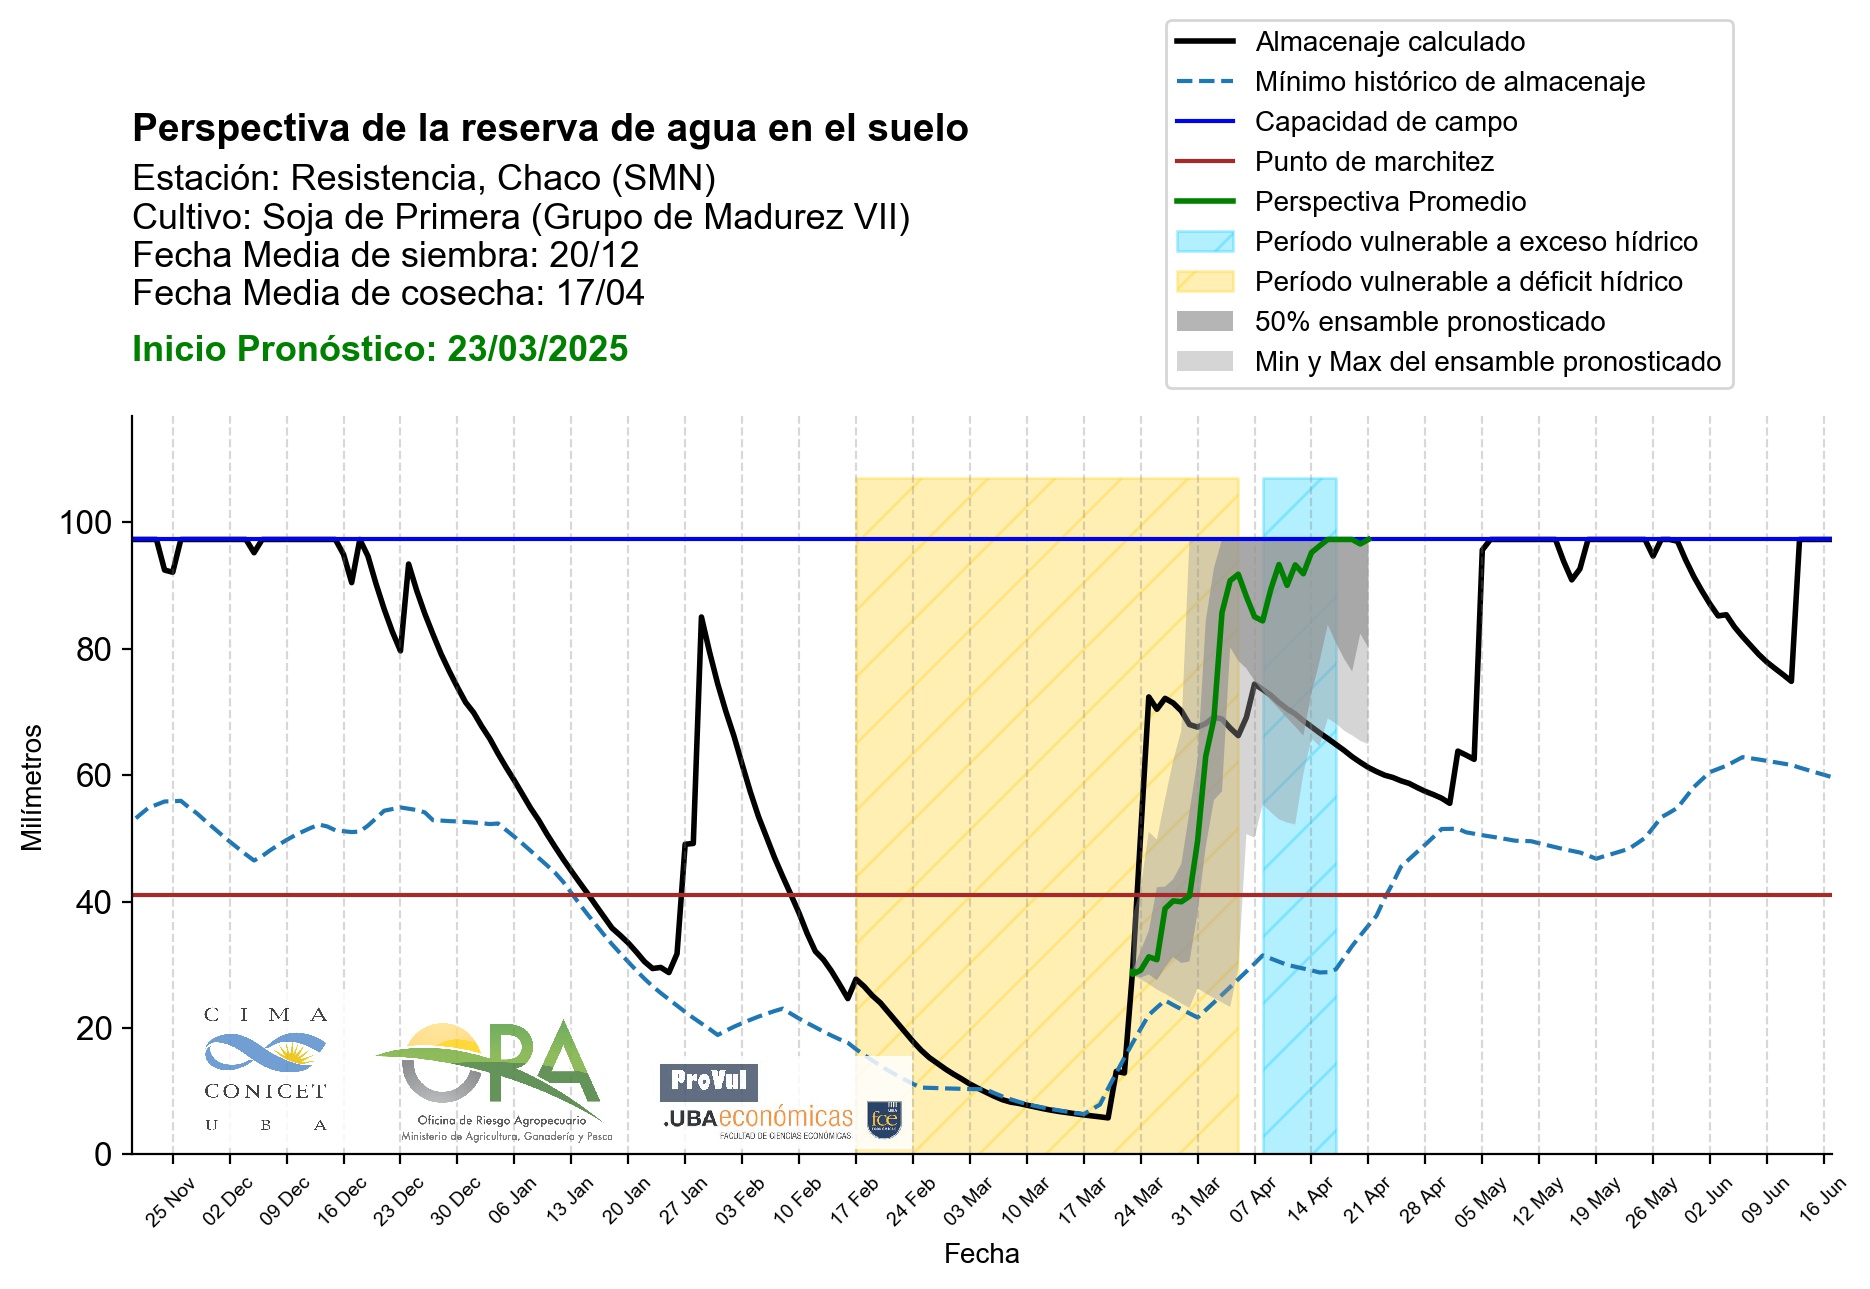 Almacenaje calculado
Mínimo histórico de almacenaje
Capacidad de campo
Punto de marchitez
Perspectiva Promedio
Período vulnerable a exceso hídrico
Período vulnerable a déficit hídrico
50% ensamble pronosticado
Min y Max del ensamble pronosticado
Perspectiva de la reserva de agua en el suelo
Estación: Resistencia, Chaco (SMN)
Cultivo: Soja de Primera (Grupo de Madurez VII)
Fecha Media de siembra: 20/12
Fecha Media de cosecha: 17/04
Inicio Pronóstico: 23/03/2025
Milímetros
100
80
60
40
20
0
CIMA
CONICET
UBA
ORA
Oficina de Riesgo Agropecuario
Ministerio de Agricultura, Ganadería y Pesca
ProVul
.UBAeconómicas
FACULTAD DE CIENCIAS ECONÓMICAS
UBA
fce
ECONÓMICAS
25 Nov
02 Dec
09 Dec
16 Dec
23 Dec
30 Dec
06 Jan
13 Jan
20 Jan
27 Jan
03 Feb
10 Feb
17 Feb
24 Feb
03 Mar
10 Mar
17 Mar
24 Mar
31 Mar
07 Apr
14 Apr
21 Apr
28 Apr
05 May
12 May
19 May
26 May
02 Jun
09 Jun
16 Jun
Fecha